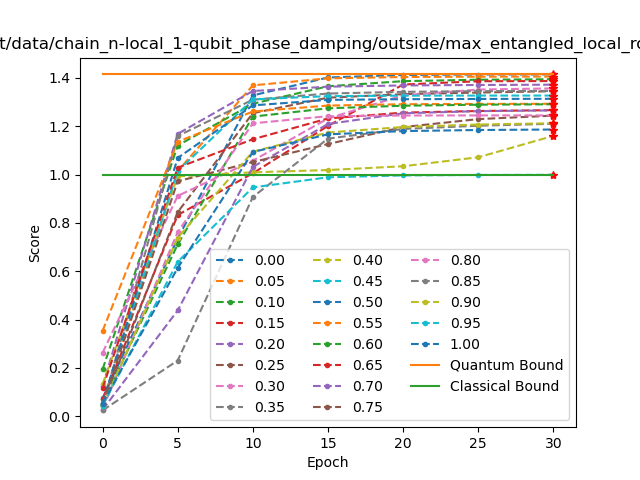 t/data/chain_n-local_1-qubit_phase_damping/outside/max_entangled_local_ro
Score
1.4
1.2
1.0
0.8
0.6
0.4
0.2
0.0
0.00 0.40 0.80
0.05 0.45 0.85
0.10 0.50 0.90
0.15 0.55 0.95
0.20 0.60 1.00
0.25 0.65 Quantum Bound
0.30 0.70 Classical Bound
0.35 0.75
0 5 10 15 20 25 30
Epoch